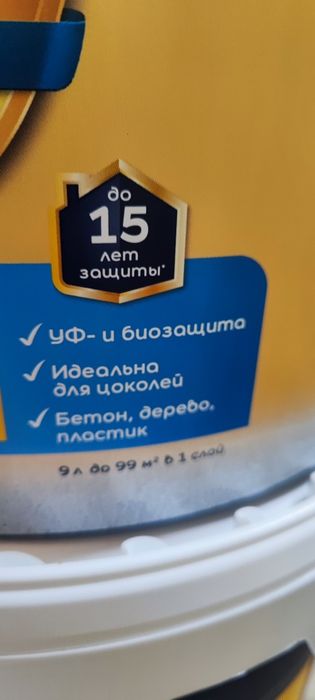 до
15
лет
защиты*
УФ- и биозащита
Идеальна
для цоколей
Бетон, дерево,
пластик
9 л до 99 м² в 1 слой